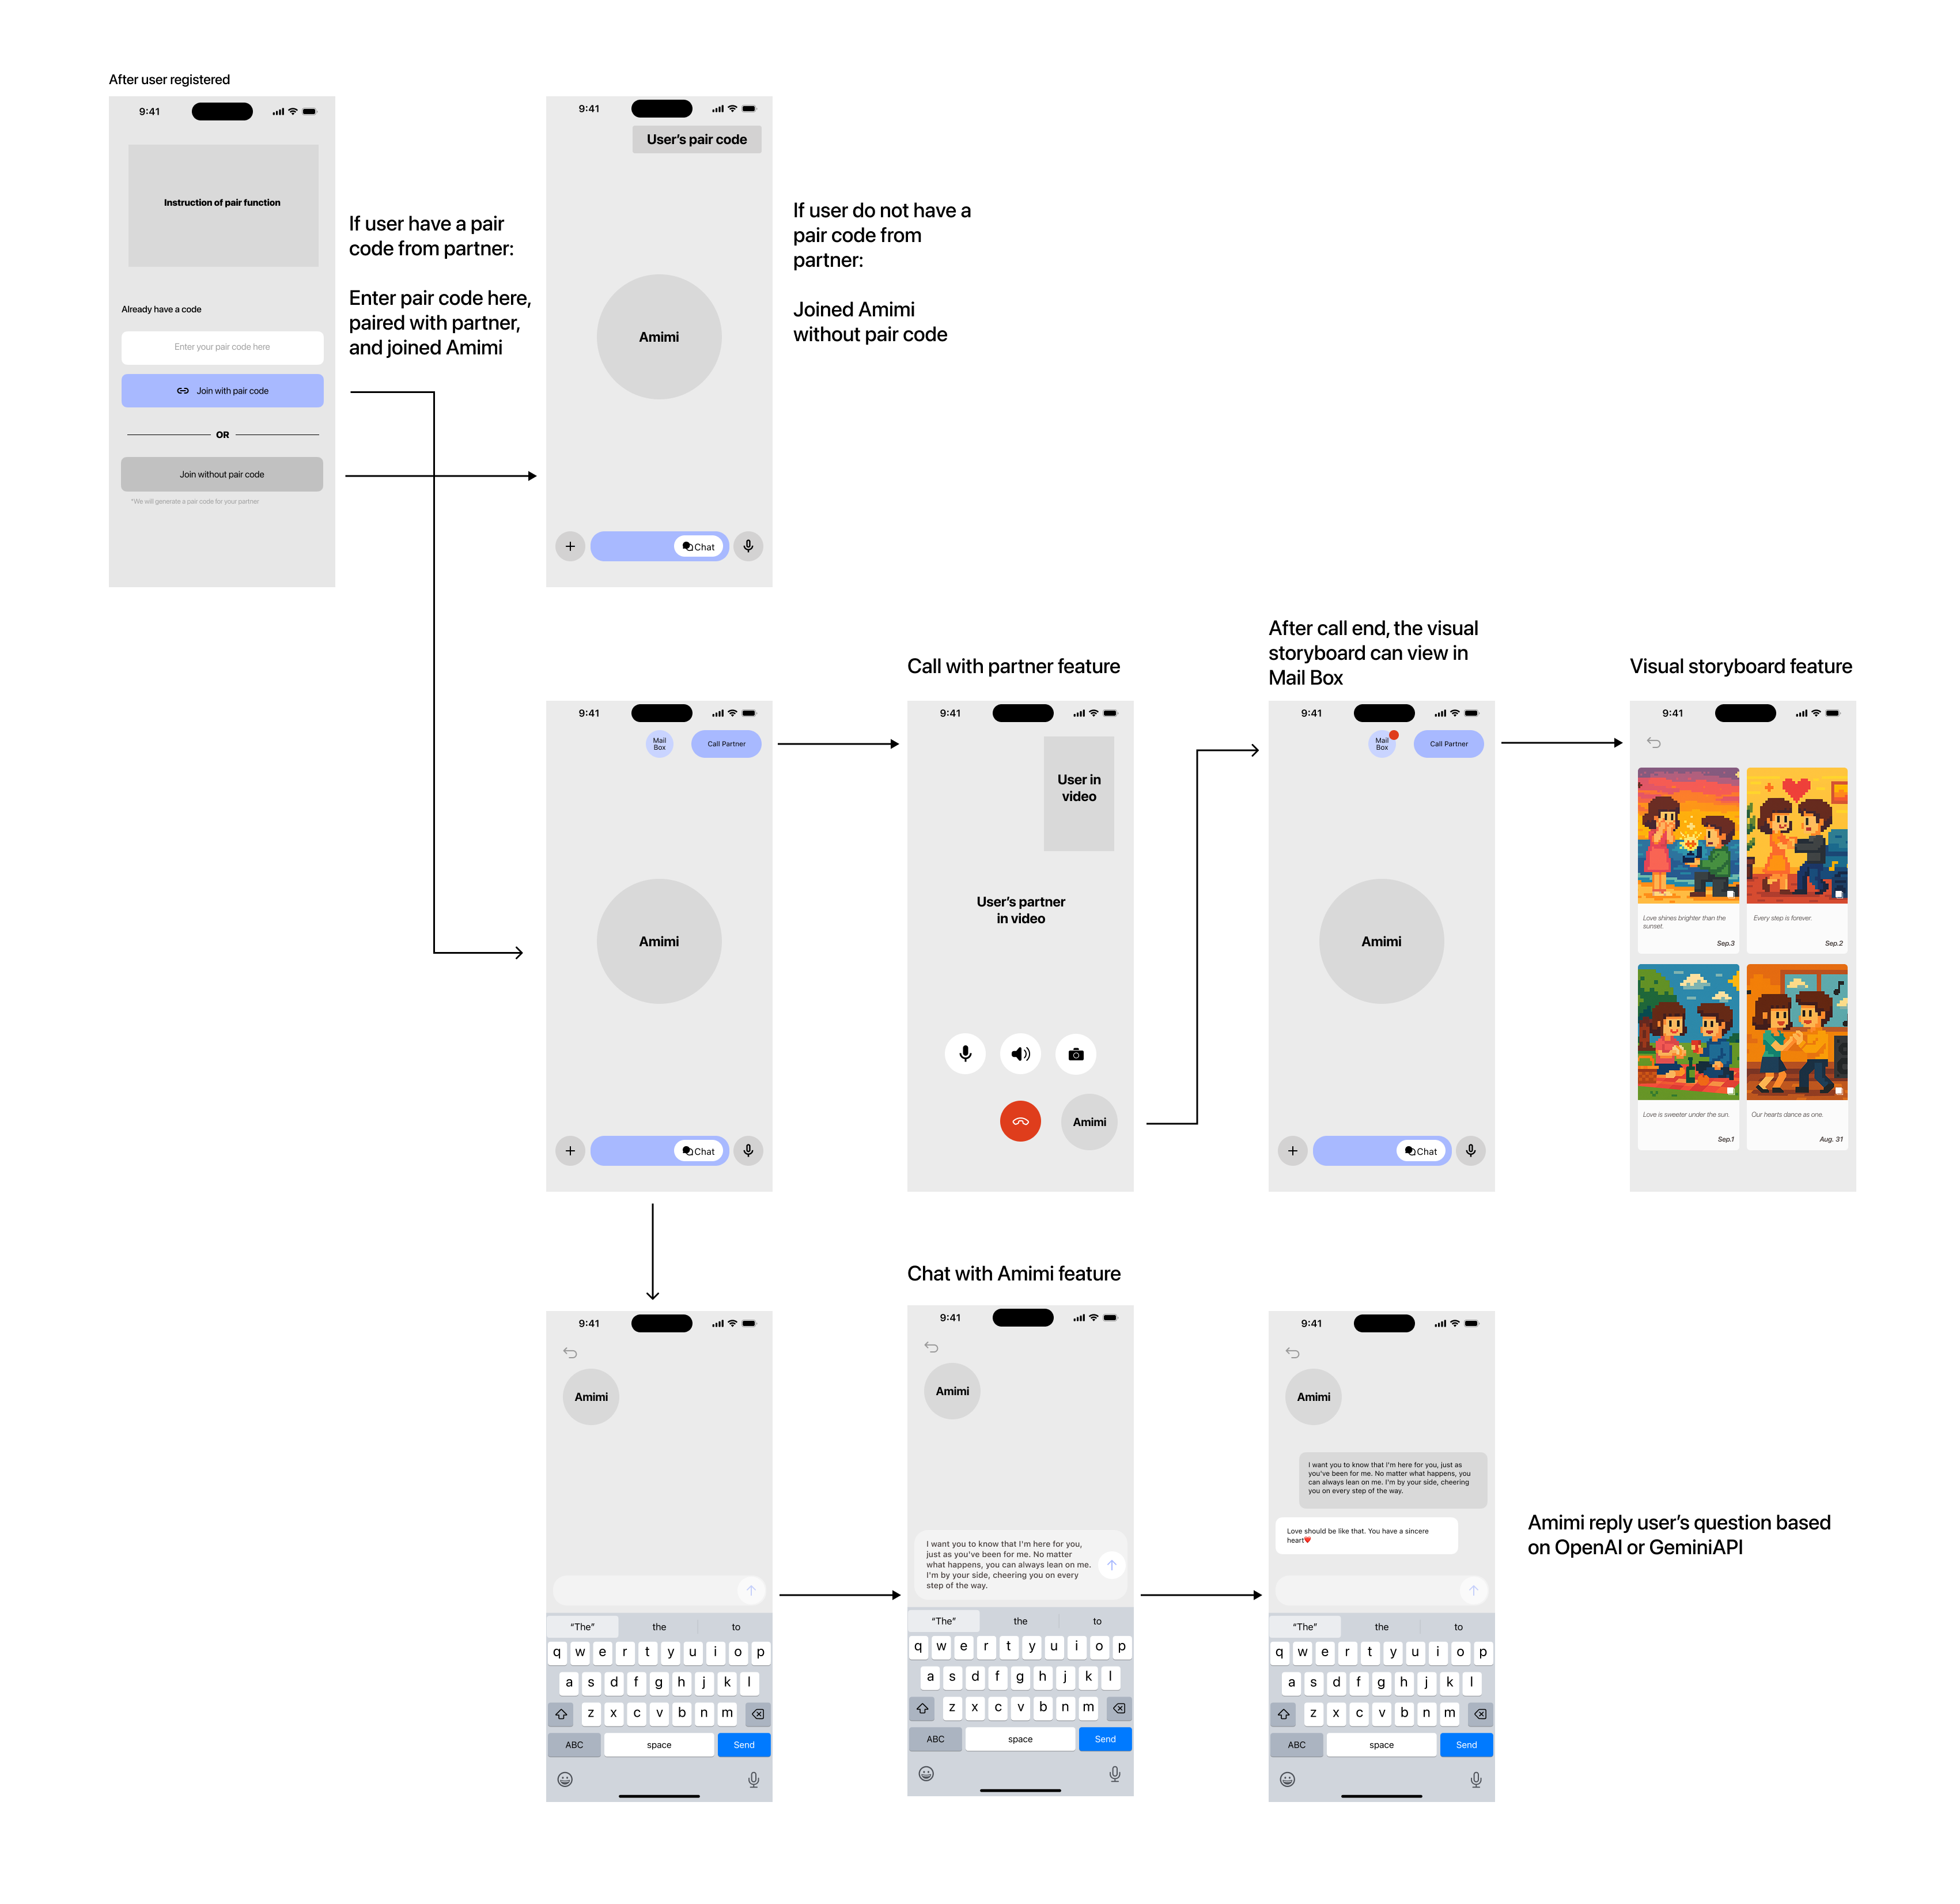 After user registered
9:41
Instruction of pair function
Already have a code
Enter your pair code here
Join with pair code
OR
Join without pair code
*We will generate a pair code for your partner
If user have a pair
code from partner:
Enter pair code here,
paired with partner,
and joined Amimi
9:41
User's pair code
Amimi
Chat
If user do not have a
pair code from
partner:
Joined Amimi
without pair code
9:41
Mail
Box
Call Partner
Amimi
Chat
Call with partner feature
9:41
User in
video
User's partner
in video
Amimi
After call end, the visual
storyboard can view in
Mail Box
9:41
Mail
Box
Call Partner
Amimi
Chat
Visual storyboard feature
9:41
Love shines brighter than the
sunset.
Sep.3
Every step is forever.
Sep.2
Love is sweeter under the sun.
Sep.1
Our hearts dance as one.
Aug. 31
9:41
Amimi
"The" the to
q w e r t y u i o p
a s d f g h j k l
z x c v b n m
ABC space Send
Chat with Amimi feature
9:41
Amimi
I want you to know that I'm here for you,
just as you've been for me. No matter
what happens, you can always lean on me.
I'm by your side, cheering you on every
step of the way.
"The" the to
q w e r t y u i o p
a s d f g h j k l
z x c v b n m
ABC space Send
9:41
Amimi
I want you to know that I'm here for you, just as
you've been for me. No matter what happens, you
can always lean on me. I'm by your side, cheering
you on every step of the way.
Love should be like that. You have a sincere
heart❤️
"The" the to
q w e r t y u i o p
a s d f g h j k l
z x c v b n m
ABC space Send
Amimi reply user's question based
on OpenAI or GeminiAPI